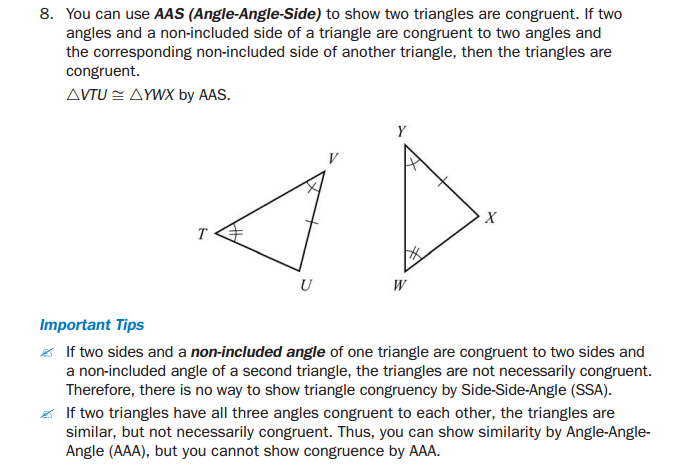 8. You can use AAS (Angle-Angle-Side) to show two triangles are congruent. If two
angles and a non-included side of a triangle are congruent to two angles and
the corresponding non-included side of another triangle, then the triangles are
congruent.
△VTU ≅ △YWX by AAS.
Y
V
X
T
U
W
Important Tips
If two sides and a non-included angle of one triangle are congruent to two sides and
a non-included angle of a second triangle, the triangles are not necessarily congruent.
Therefore, there is no way to show triangle congruency by Side-Side-Angle (SSA).
If two triangles have all three angles congruent to each other, the triangles are
similar, but not necessarily congruent. Thus, you can show similarity by Angle-Angle-
Angle (AAA), but you cannot show congruence by AAA.